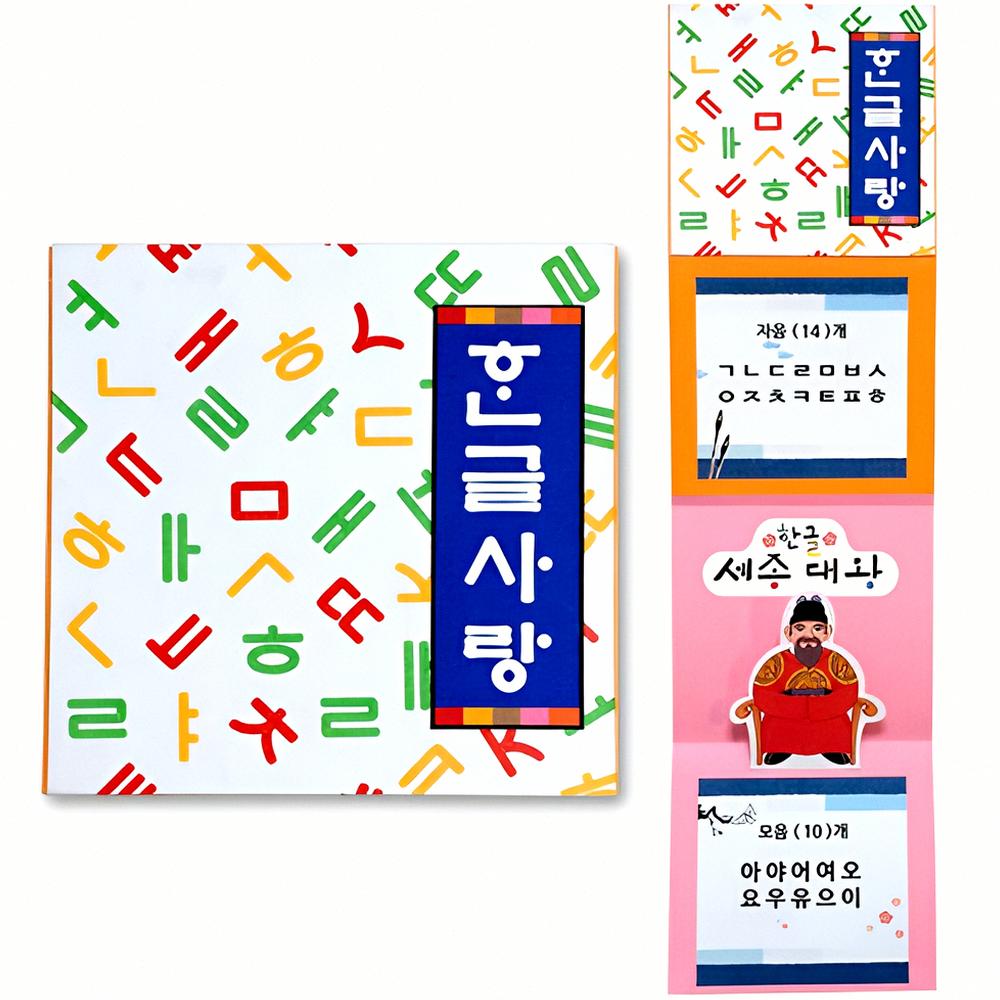 한글사랑
한글사랑
자음 (14)개
ㄱㄴㄷㄹㅁㅂㅅ
ㅇㅈㅊㅋㅌㅍㅎ
한글
세종 대왕
모음 (10)개
아야어여오
요우유으이